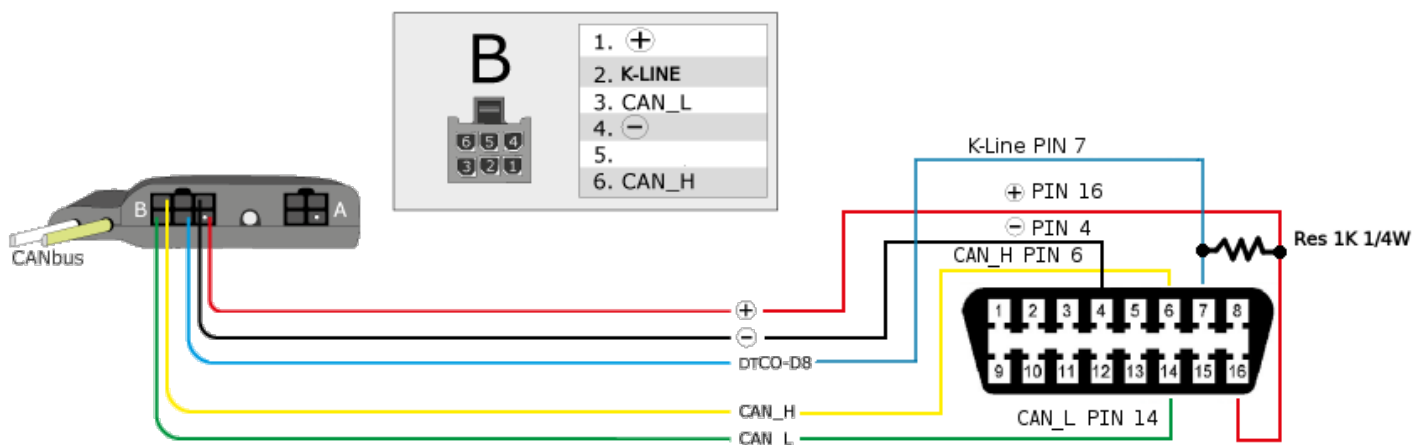 B
1. +
2. K-LINE
3. CAN_L
4. −
5.
6. CAN_H
6 5 4
3 2 1
B
A
CANbus
K-Line PIN 7
+ PIN 16
− PIN 4
CAN_H PIN 6
Res 1K 1/4W
+
−
DTCO-D8
CAN_H
CAN_L
1 2 3 4 5 6 7 8
9 10 11 12 13 14 15 16
CAN_L PIN 14